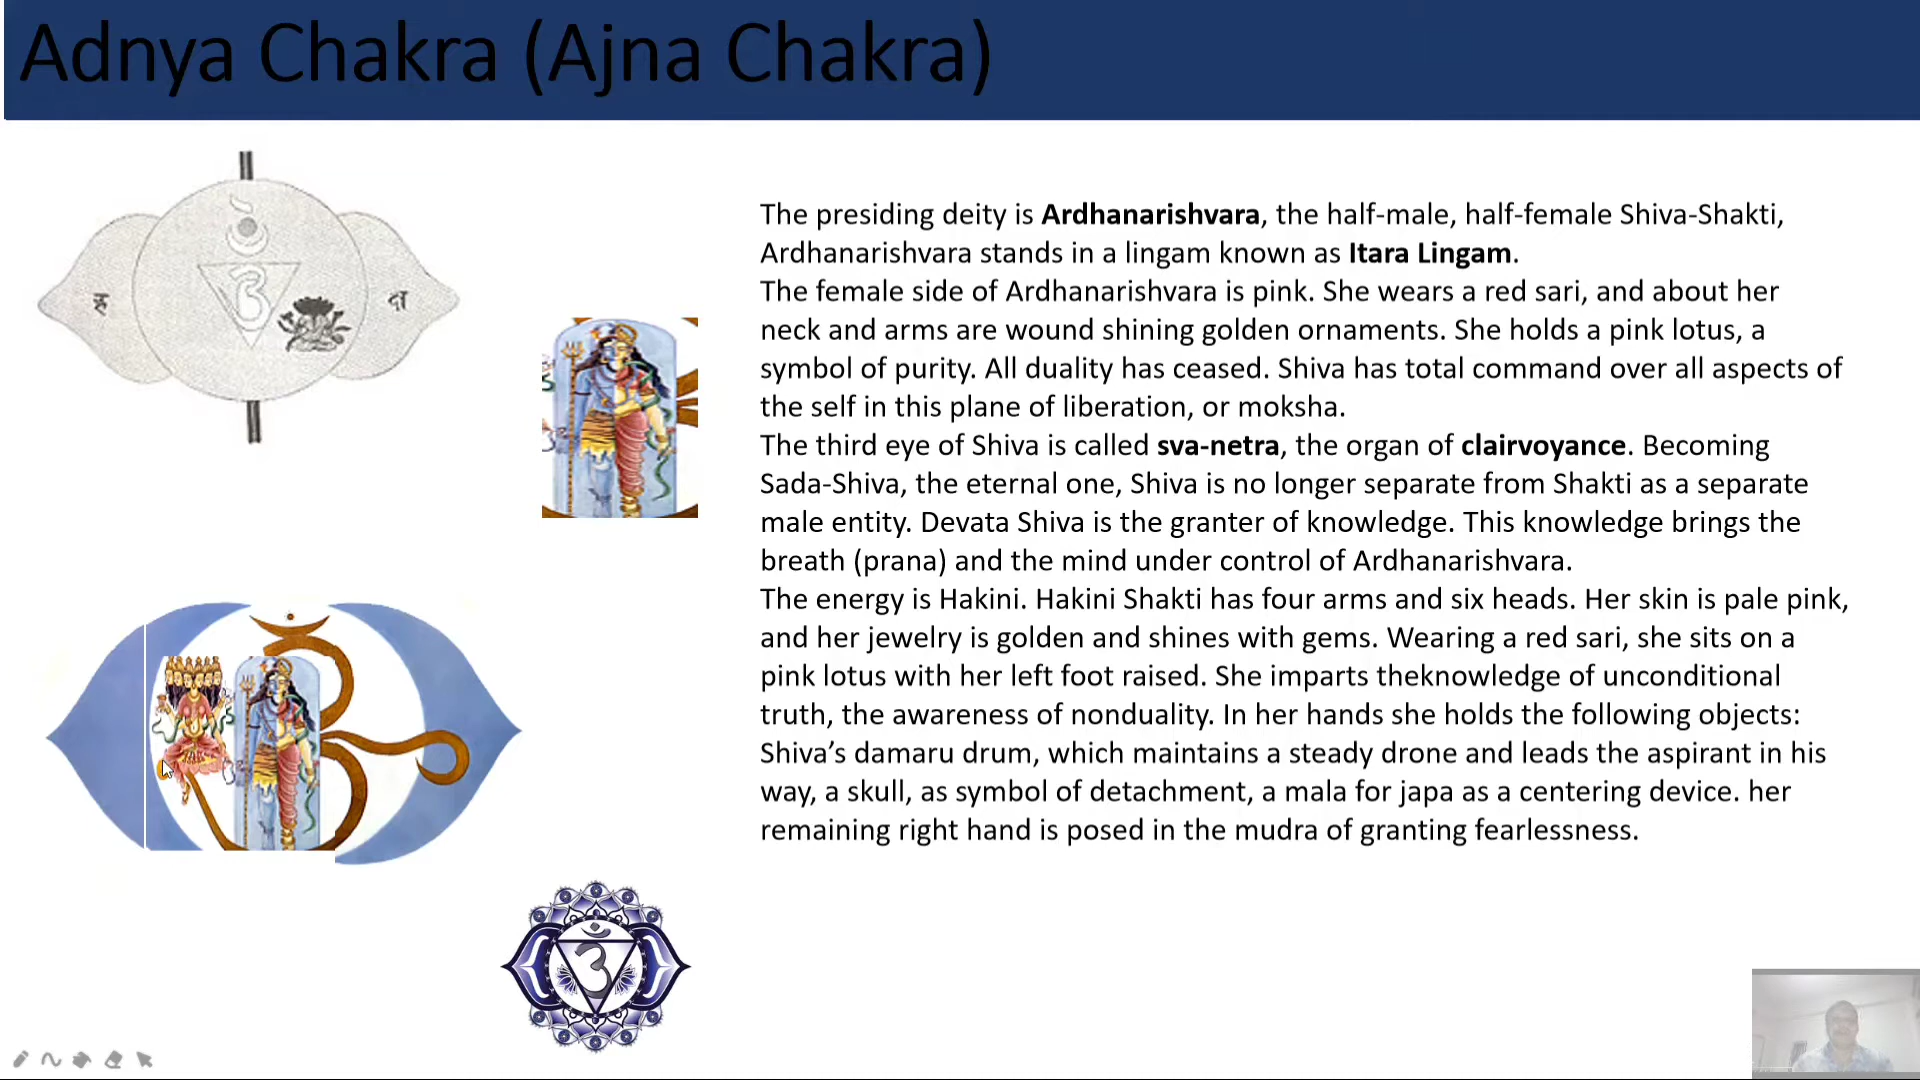 Adnya Chakra (Ajna Chakra)
The presiding deity is Ardhanarishvara, the half-male, half-female Shiva-Shakti,
Ardhanarishvara stands in a lingam known as Itara Lingam.
The female side of Ardhanarishvara is pink. She wears a red sari, and about her
neck and arms are wound shining golden ornaments. She holds a pink lotus, a
symbol of purity. All duality has ceased. Shiva has total command over all aspects of
the self in this plane of liberation, or moksha.
The third eye of Shiva is called sva-netra, the organ of clairvoyance. Becoming
Sada-Shiva, the eternal one, Shiva is no longer separate from Shakti as a separate
male entity. Devata Shiva is the granter of knowledge. This knowledge brings the
breath (prana) and the mind under control of Ardhanarishvara.
The energy is Hakini. Hakini Shakti has four arms and six heads. Her skin is pale pink,
and her jewelry is golden and shines with gems. Wearing a red sari, she sits on a
pink lotus with her left foot raised. She imparts theknowledge of unconditional
truth, the awareness of nonduality. In her hands she holds the following objects:
Shiva’s damaru drum, which maintains a steady drone and leads the aspirant in his
way, a skull, as symbol of detachment, a mala for japa as a centering device. her
remaining right hand is posed in the mudra of granting fearlessness.